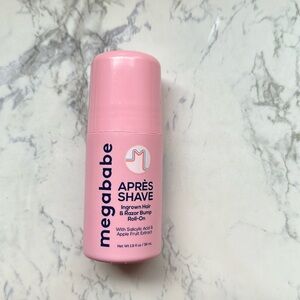 megababe
APRÈS
SHAVE
Ingrown Hair
& Razor Bump
Roll-On
With Salicylic Acid &
Apple Fruit Extract